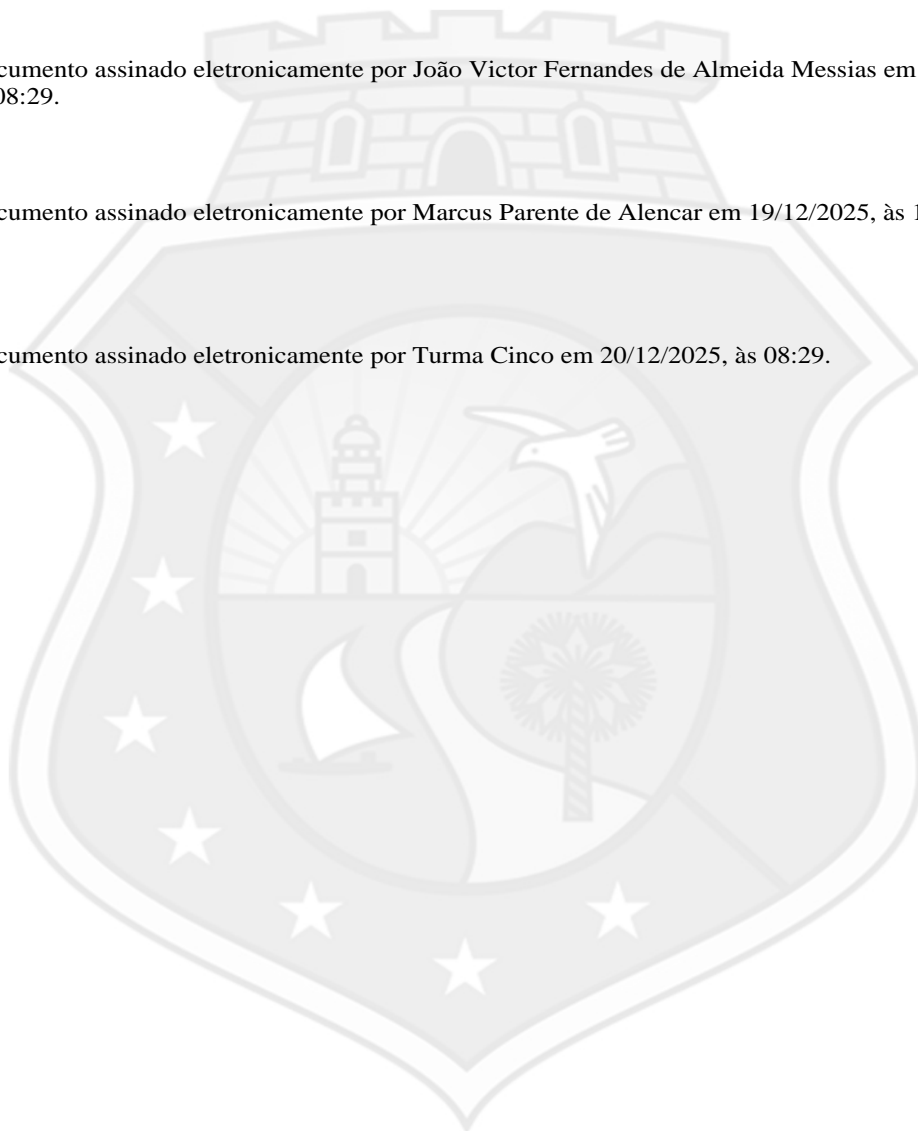 cumento assinado eletronicamente por João Victor Fernandes de Almeida Messias em
08:29.
cumento assinado eletronicamente por Marcus Parente de Alencar em 19/12/2025, às 1
cumento assinado eletronicamente por Turma Cinco em 20/12/2025, às 08:29.